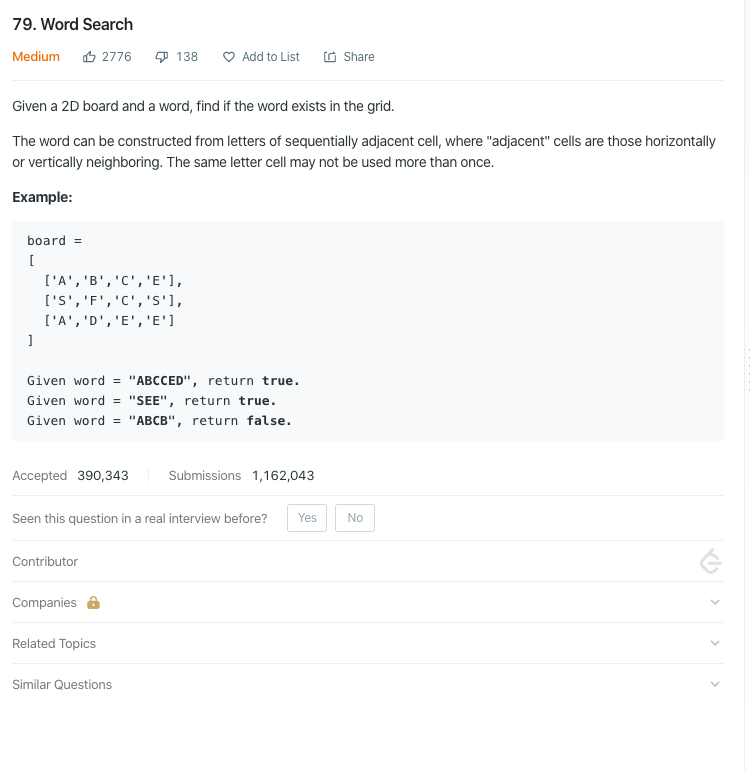 79. Word Search
Medium 2776 138 Add to List Share
Given a 2D board and a word, find if the word exists in the grid.
The word can be constructed from letters of sequentially adjacent cell, where "adjacent" cells are those horizontally
or vertically neighboring. The same letter cell may not be used more than once.
Example:
board =
[
  ['A','B','C','E'],
  ['S','F','C','S'],
  ['A','D','E','E']
]
Given word = "ABCCED", return true.
Given word = "SEE", return true.
Given word = "ABCB", return false.
Accepted 390,343 Submissions 1,162,043
Seen this question in a real interview before? Yes No
Contributor
Companies
Related Topics
Similar Questions